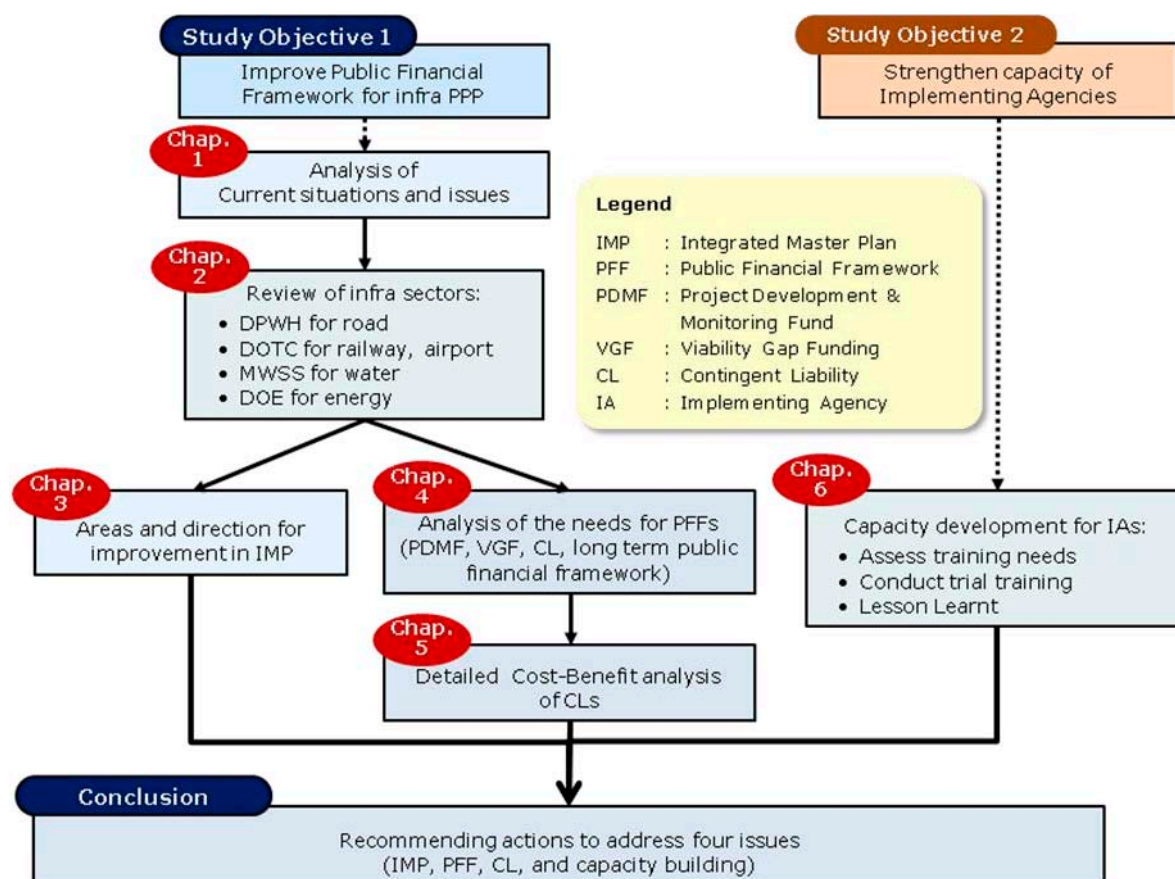 Study Objective 1
Improve Public Financial
Framework for infra PPP
Study Objective 2
Strengthen capacity of
Implementing Agencies
Chap.
1
Analysis of
Current situations and issues
Chap.
2
Review of infra sectors:
• DPWH for road
• DOTC for railway, airport
• MWSS for water
• DOE for energy
Legend
IMP : Integrated Master Plan
PFF : Public Financial Framework
PDMF : Project Development &
Monitoring Fund
VGF : Viability Gap Funding
CL : Contingent Liability
IA : Implementing Agency
Chap.
3
Areas and direction for
improvement in IMP
Chap.
4
Analysis of the needs for PFFs
(PDMF, VGF, CL, long term public
financial framework)
Chap.
5
Detailed Cost-Benefit analysis
of CLs
Chap.
6
Capacity development for IAs:
• Assess training needs
• Conduct trial training
• Lesson Learnt
Conclusion
Recommending actions to address four issues
(IMP, PFF, CL, and capacity building)